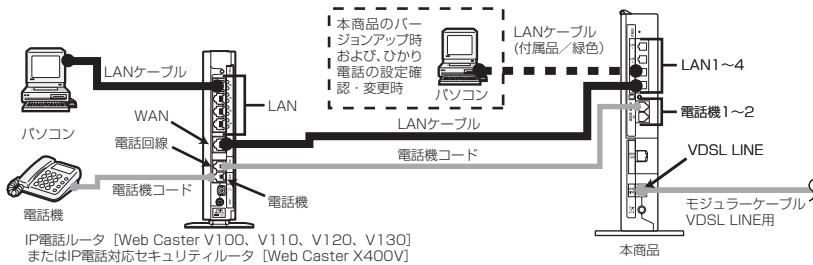 本商品のバー
ジョンアップ時
および、ひかり
電話の設定確
認・変更時
パソコン
LANケーブル
(付属品／緑色)
LAN1～4
電話機1～2
VDSL LINE
モジュラーケーブル
VDSL LINE用
本商品
LANケーブル
パソコン
LAN
WAN
電話回線
LANケーブル
電話機コード
電話機コード
電話機
電話機
IP電話ルータ［Web Caster V100、V110、V120、V130］
またはIP電話対応セキュリティルータ［Web Caster X400V］